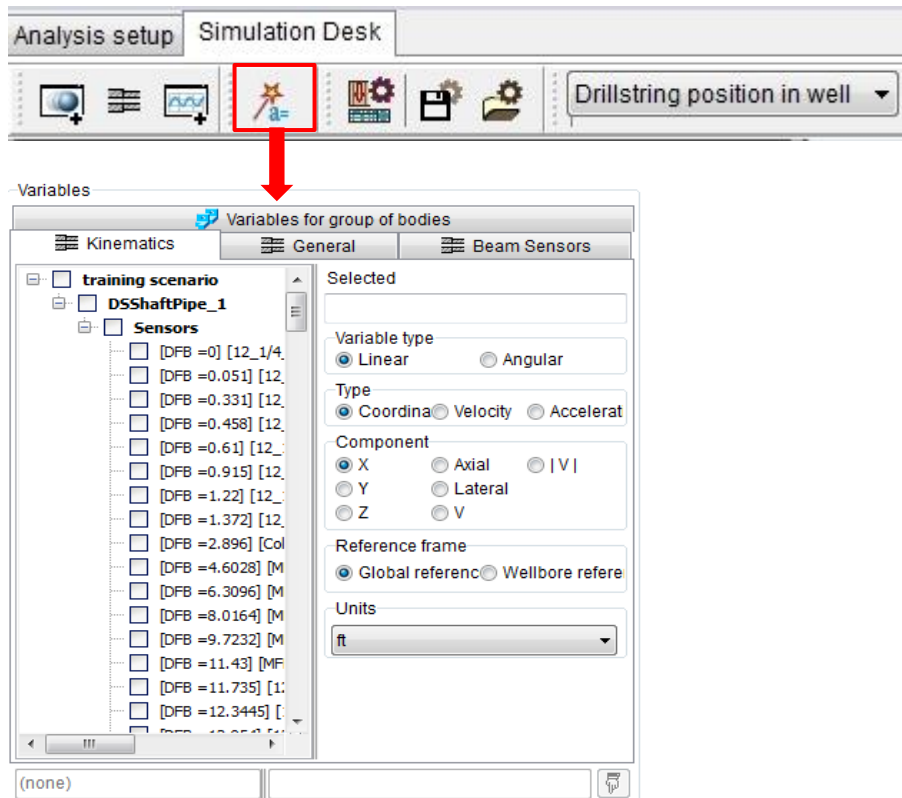 Analysis setup
Simulation Desk
a=
Drillstring position in well
Variables
Variables for group of bodies
Kinematics
General
Beam Sensors
training scenario
DSShaftPipe_1
Sensors
[DFB =0] [12_1/4_
[DFB =0.051] [12_
[DFB =0.331] [12_
[DFB =0.458] [12_
[DFB =0.61] [12_
[DFB =0.915] [12_
[DFB =1.22] [12_
[DFB =1.372] [12_
[DFB =2.896] [Col
[DFB =4.6028] [M
[DFB =6.3096] [M
[DFB =8.0164] [M
[DFB =9.7232] [M
[DFB =11.43] [MF
[DFB =11.735] [12
[DFB =12.3445] [
Selected
Variable type
Linear
Angular
Type
Coordina
Velocity
Accelerat
Component
X
Axial
| V |
Y
Lateral
Z
V
Reference frame
Global referenc
Wellbore refere
Units
ft
(none)